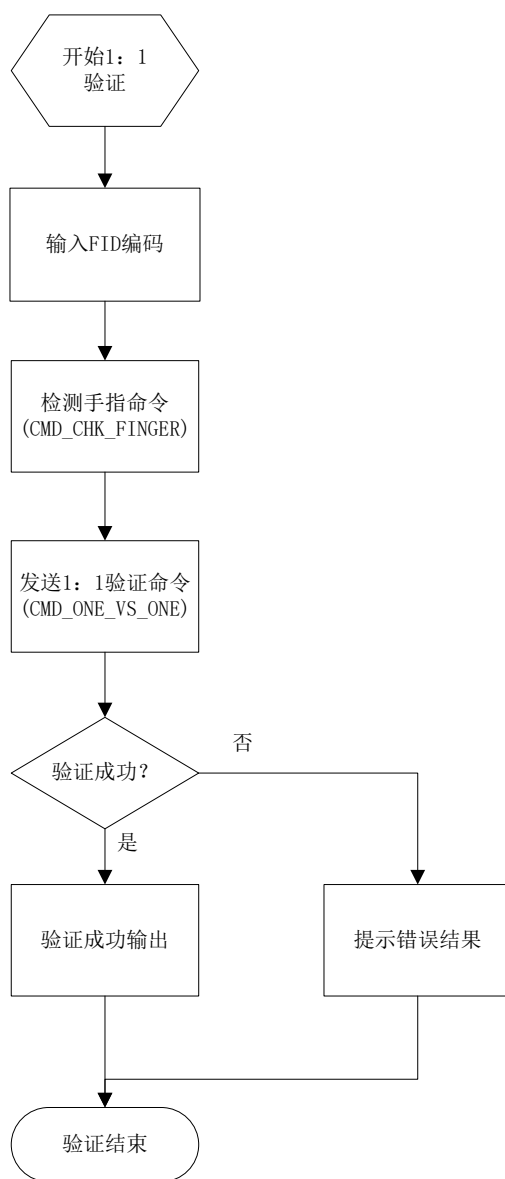 开始1：1
验证
输入FID编码
检测手指命令
(CMD_CHK_FINGER)
发送1：1验证命令
(CMD_ONE_VS_ONE)
验证成功?
否
是
验证成功输出
提示错误结果
验证结束